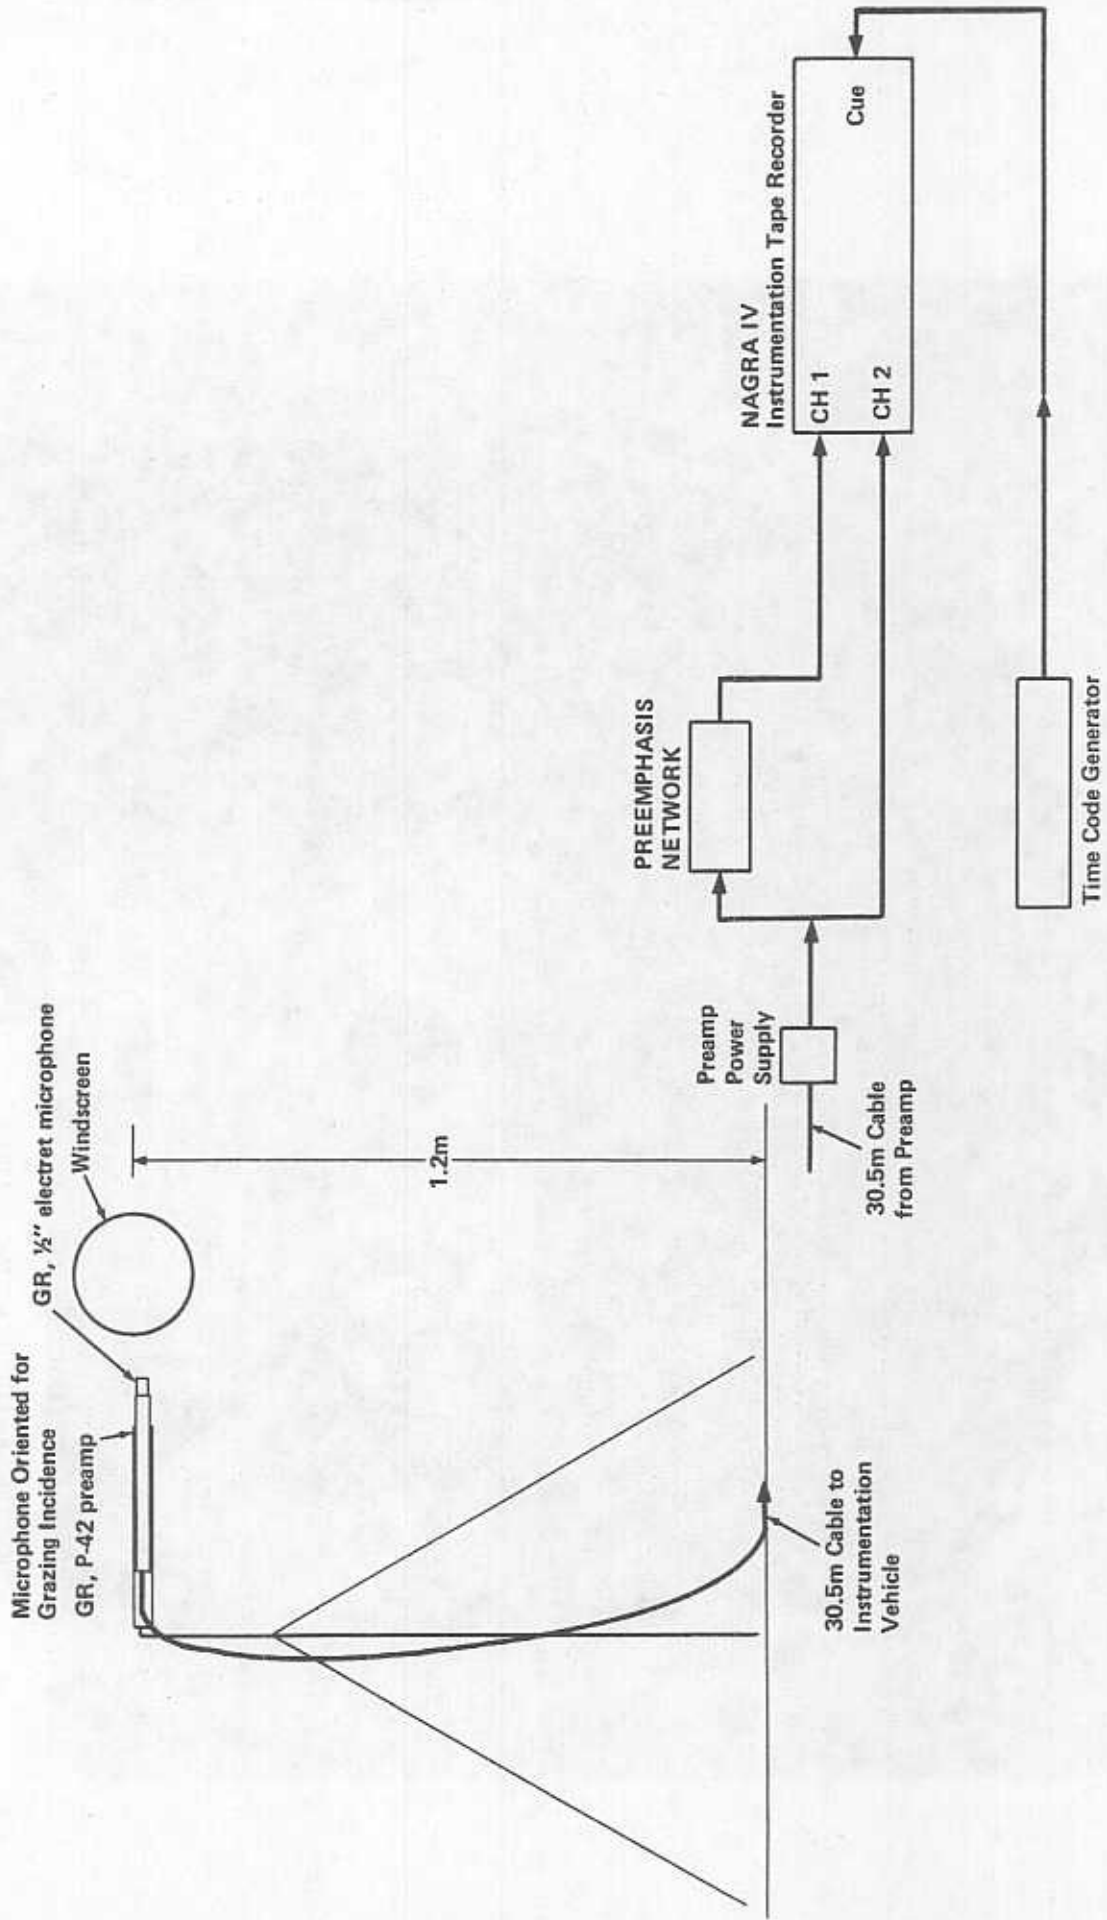 Microphone Oriented for
Grazing Incidence
GR, P-42 preamp
GR, ½" electret microphone
Windscreen
1.2m
30.5m Cable to
Instrumentation
Vehicle
30.5m Cable
from Preamp
Preamp
Power
Supply
PREEMPHASIS
NETWORK
NAGRA IV
Instrumentation Tape Recorder
CH 1
CH 2
Cue
Time Code Generator